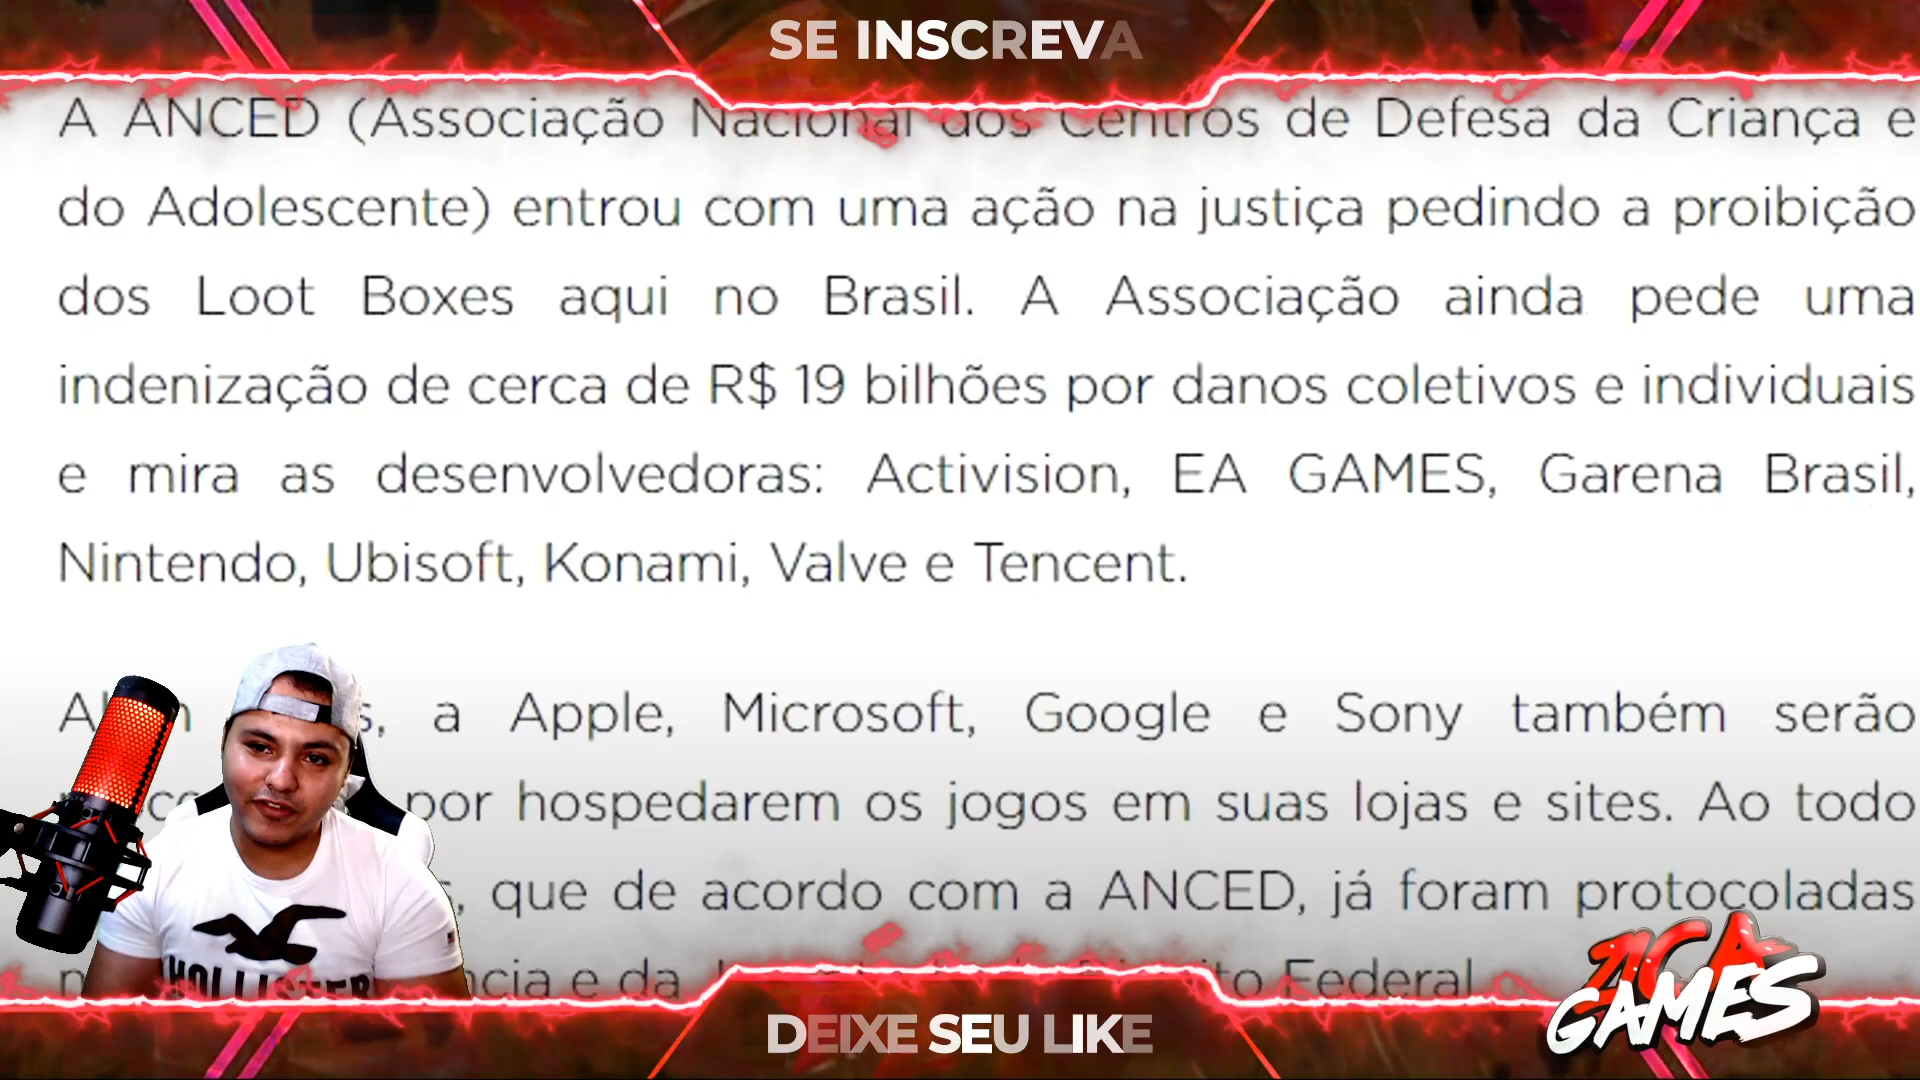 SE INSCREVA
A ANCED (Associação Nacional dos Centros de Defesa da Criança e
do Adolescente) entrou com uma ação na justiça pedindo a proibição
dos Loot Boxes aqui no Brasil. A Associação ainda pede uma
indenização de cerca de R$ 19 bilhões por danos coletivos e individuais
e mira as desenvolvedoras: Activision, EA GAMES, Garena Brasil,
Nintendo, Ubisoft, Konami, Valve e Tencent.
a Apple, Microsoft, Google e Sony também serão
por hospedarem os jogos em suas lojas e sites. Ao todo
que de acordo com a ANCED, já foram protocoladas
e da Federal
HOLLISTER
ZCA
GAMES
DEIXE SEU LIKE